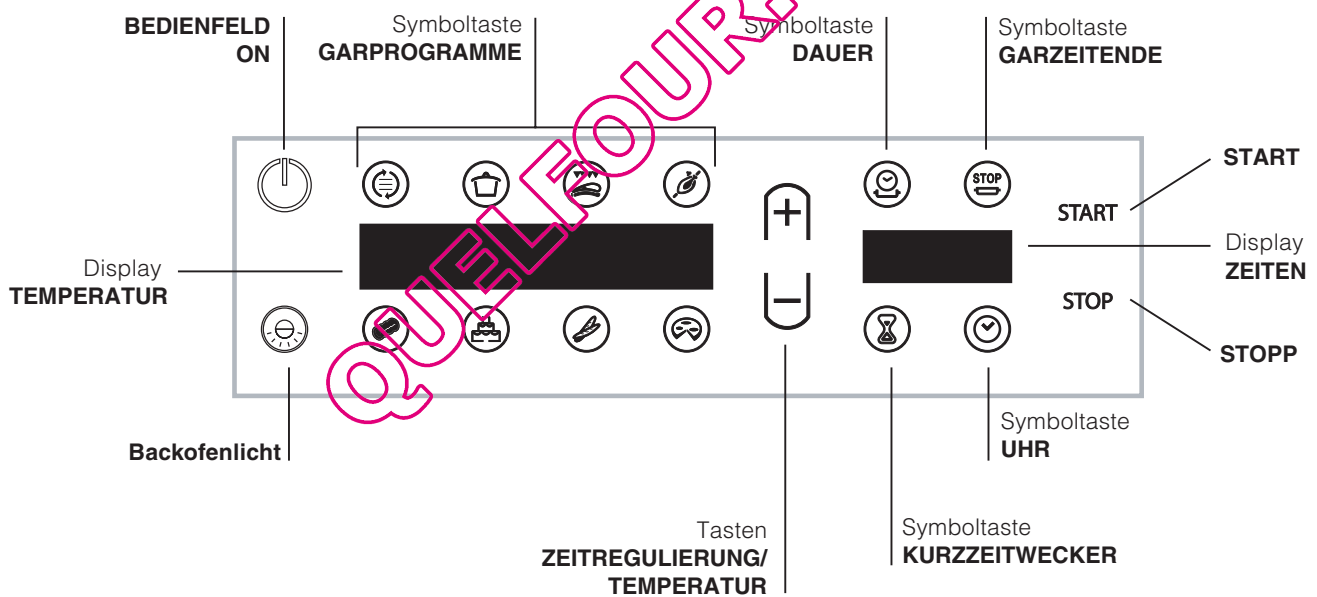 BEDIENFELD
ON
Symboltaste
GARPROGRAMME
Symboltaste
DAUER
Symboltaste
GARZEITENDE
STOP
START
START
Display
TEMPERATUR
Display
ZEITEN
STOP
STOPP
Backofenlicht
Symboltaste
UHR
Tasten
ZEITREGULIERUNG/
TEMPERATUR
Symboltaste
KURZZEITWECKER
QUELFOUR.